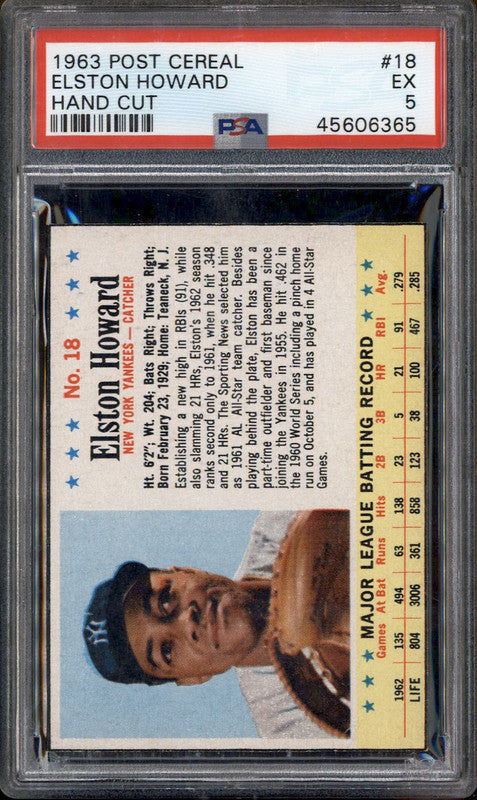 1963 POST CEREAL #18
ELSTON HOWARD EX
HAND CUT 5
PSA 45606365
No. 18
Elston Howard
NEW YORK YANKEES — CATCHER
Ht. 6'2"; Wt. 204; Bats Right; Throws Right;
Born February 23, 1929; Home: Teaneck, N. J.
Establishing a new high in RBIs (91), while
also slamming 21 HRs, Elston's 1962 season
ranks second only to 1961, when he hit .348
and 21 HRs. The Sporting News selected him
as 1961 AL All-Star team catcher. Besides
playing behind the plate, Elston has been a
part-time outfielder and first baseman since
joining the Yankees in 1955. He hit .462 in
the 1960 World Series including a pinch home
run on October 5, and has played in 4 All-Star
Games.
NY
MAJOR LEAGUE BATTING RECORD
Games At Bat Runs Hits 2B 3B HR RBI Avg.
1962 135 494 63 138 23 5 21 91 .279
LIFE 804 3006 361 858 123 38 100 467 .285